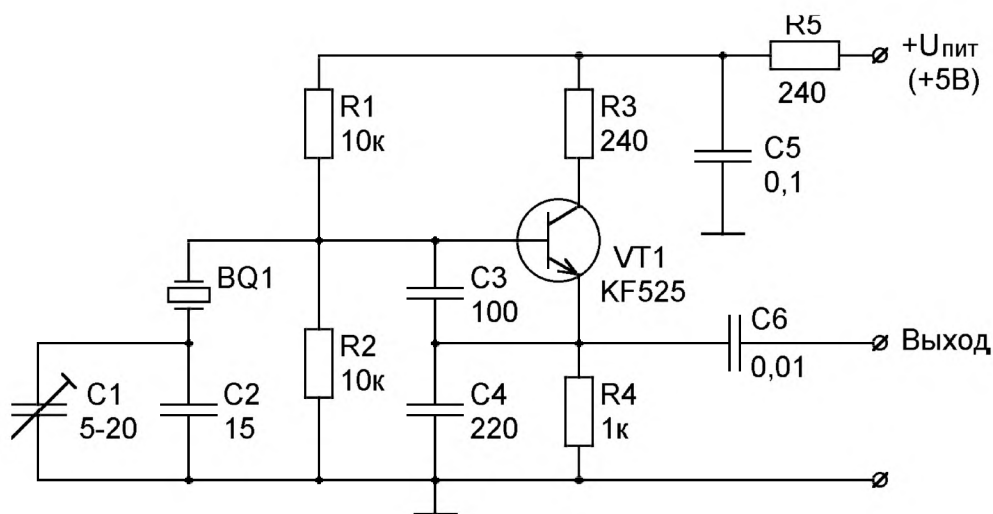 R5
+Uпит
(+5В)
240
R1
10к
R3
240
C5
0,1
BQ1
VT1
KF525
C3
100
C6
0,01
Выход
R2
10к
C1
5-20
C2
15
C4
220
R4
1к